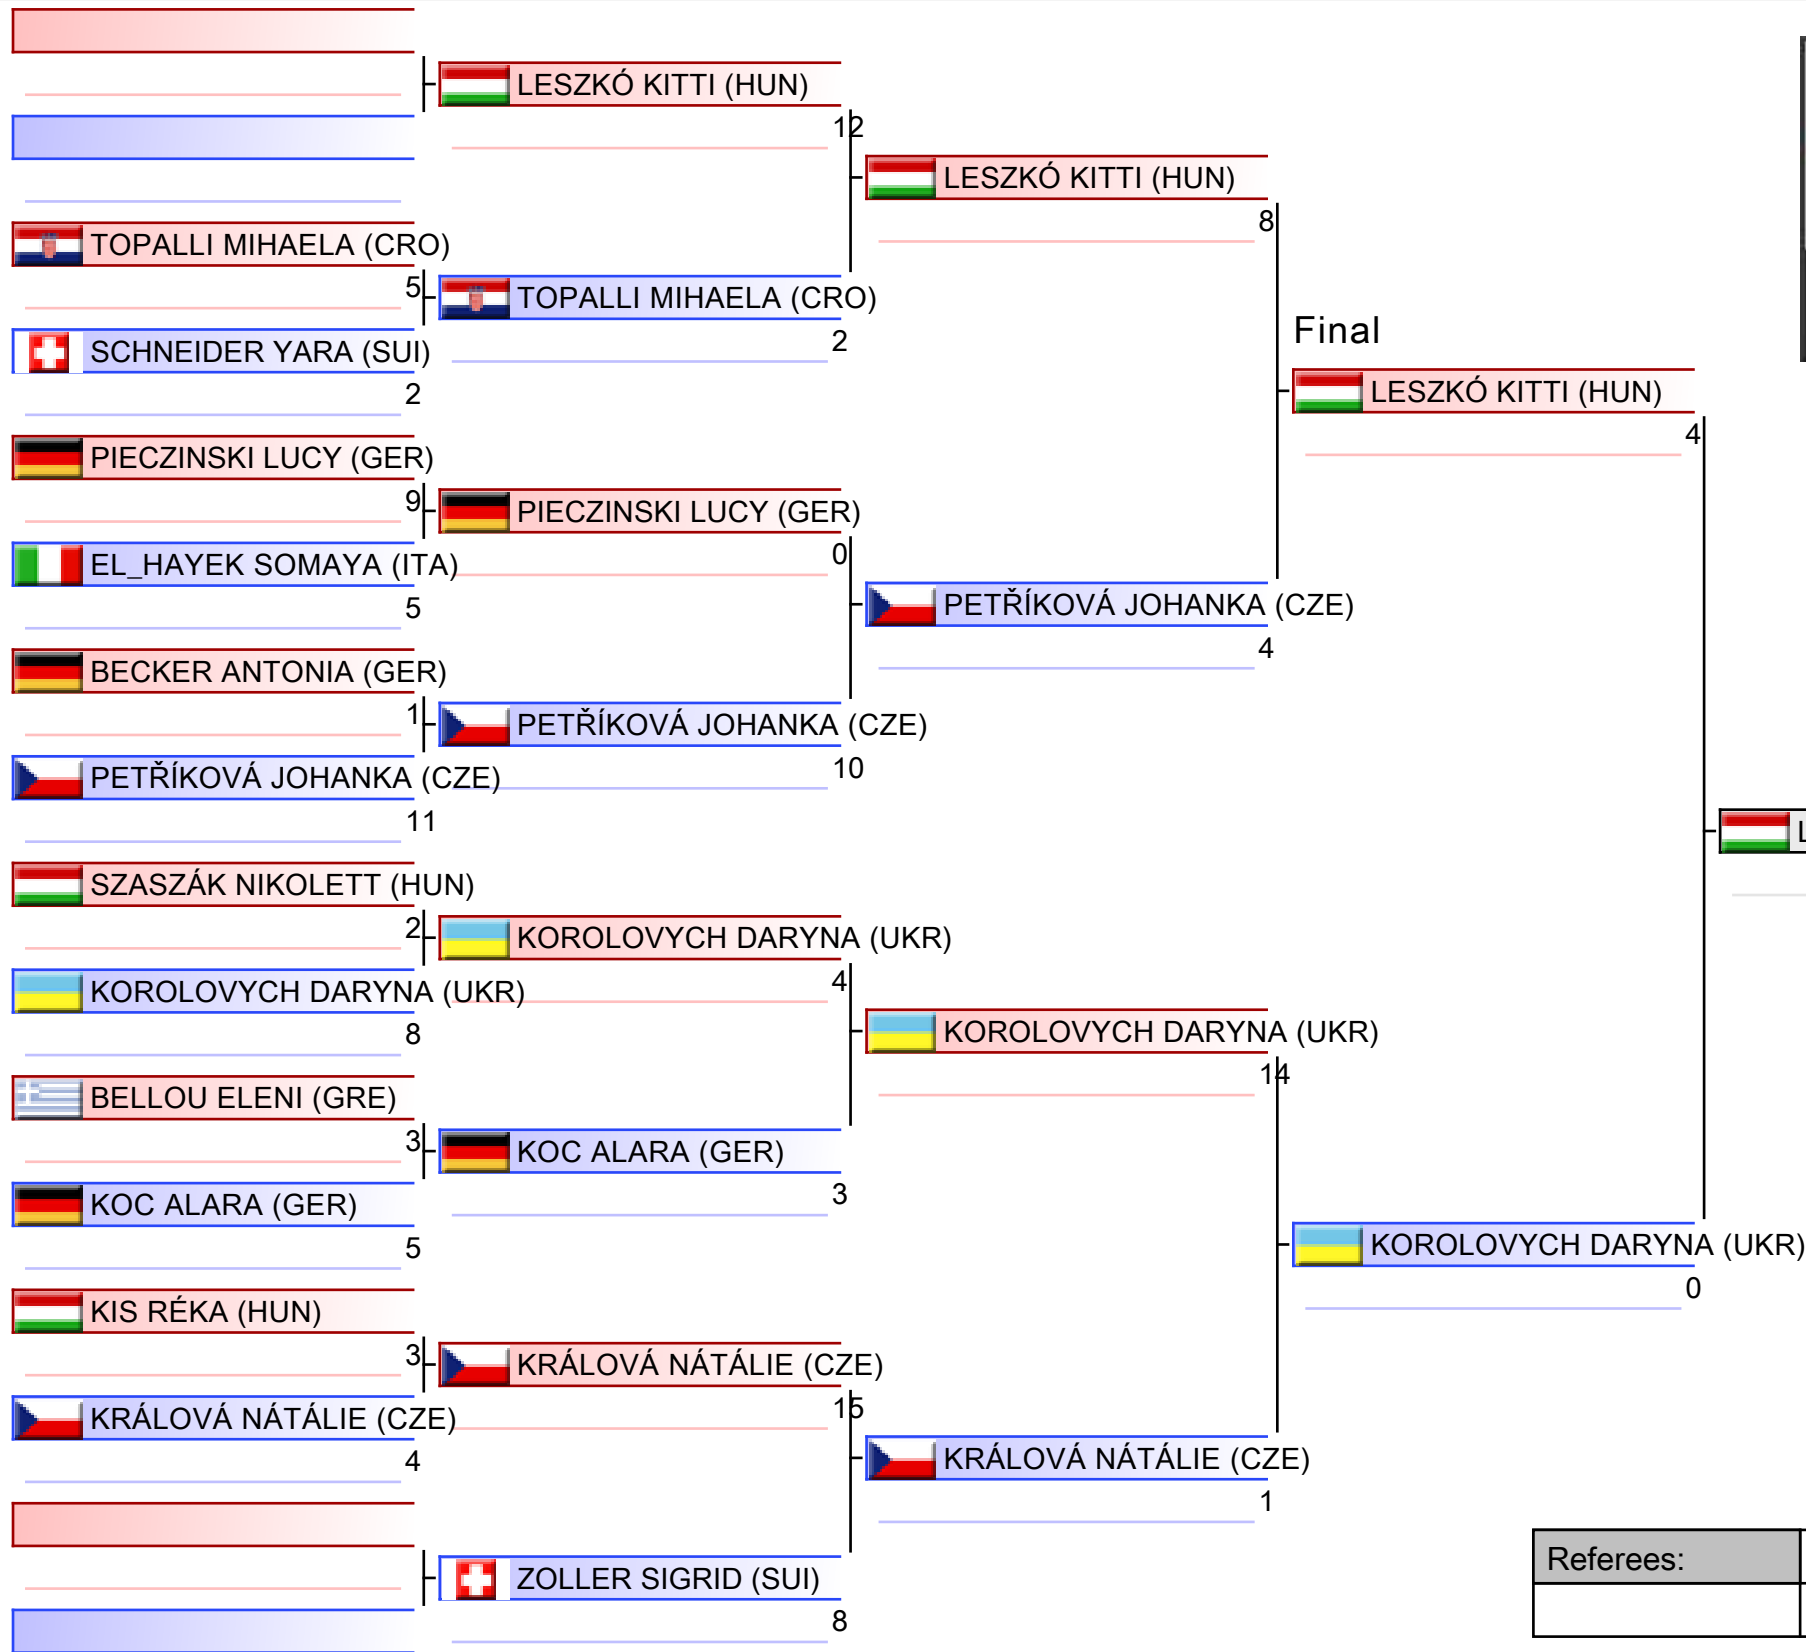 LESZKÓ KITTI (HUN)
12
LESZKÓ KITTI (HUN)
8
TOPALLI MIHAELA (CRO)
5
TOPALLI MIHAELA (CRO)
2
SCHNEIDER YARA (SUI)
2
Final
LESZKÓ KITTI (HUN)
4
PIECZINSKI LUCY (GER)
9
PIECZINSKI LUCY (GER)
0
EL_HAYEK SOMAYA (ITA)
5
PETŘÍKOVÁ JOHANKA (CZE)
4
BECKER ANTONIA (GER)
1
PETŘÍKOVÁ JOHANKA (CZE)
10
PETŘÍKOVÁ JOHANKA (CZE)
11
SZASZÁK NIKOLETT (HUN)
2
KOROLOVYCH DARYNA (UKR)
4
KOROLOVYCH DARYNA (UKR)
8
KOROLOVYCH DARYNA (UKR)
14
BELLOU ELENI (GRE)
3
KOC ALARA (GER)
3
KOC ALARA (GER)
5
KOROLOVYCH DARYNA (UKR)
0
KIS RÉKA (HUN)
3
KRÁLOVÁ NÁTÁLIE (CZE)
15
KRÁLOVÁ NÁTÁLIE (CZE)
4
KRÁLOVÁ NÁTÁLIE (CZE)
1
ZOLLER SIGRID (SUI)
8
Referees: